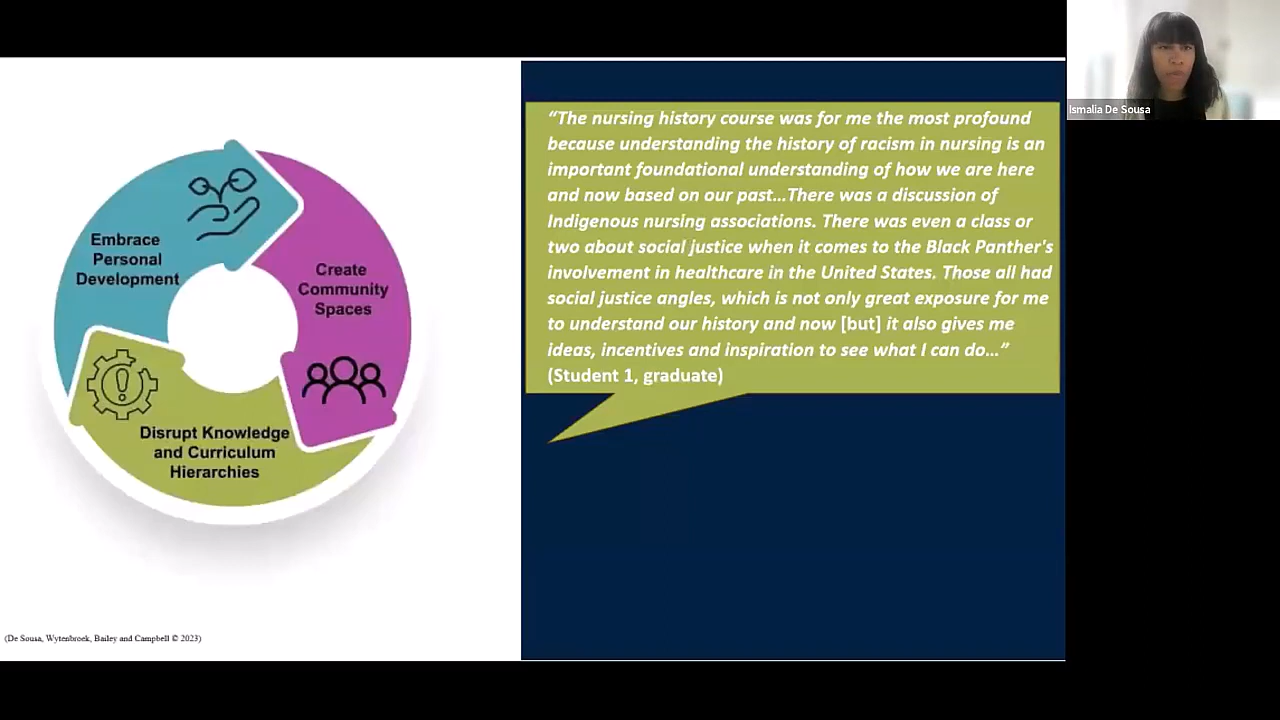 Ismalia De Sousa
Embrace
Personal
Development
Create
Community
Spaces
Disrupt Knowledge
and Curriculum
Hierarchies
“The nursing history course was for me the most profound
because understanding the history of racism in nursing is an
important foundational understanding of how we are here
and now based on our past…There was a discussion of
Indigenous nursing associations. There was even a class or
two about social justice when it comes to the Black Panther's
involvement in healthcare in the United States. Those all had
social justice angles, which is not only great exposure for me
to understand our history and now [but] it also gives me
ideas, incentives and inspiration to see what I can do…”
(Student 1, graduate)
(De Sousa, Wytenbroek, Bailey and Campbell © 2023)